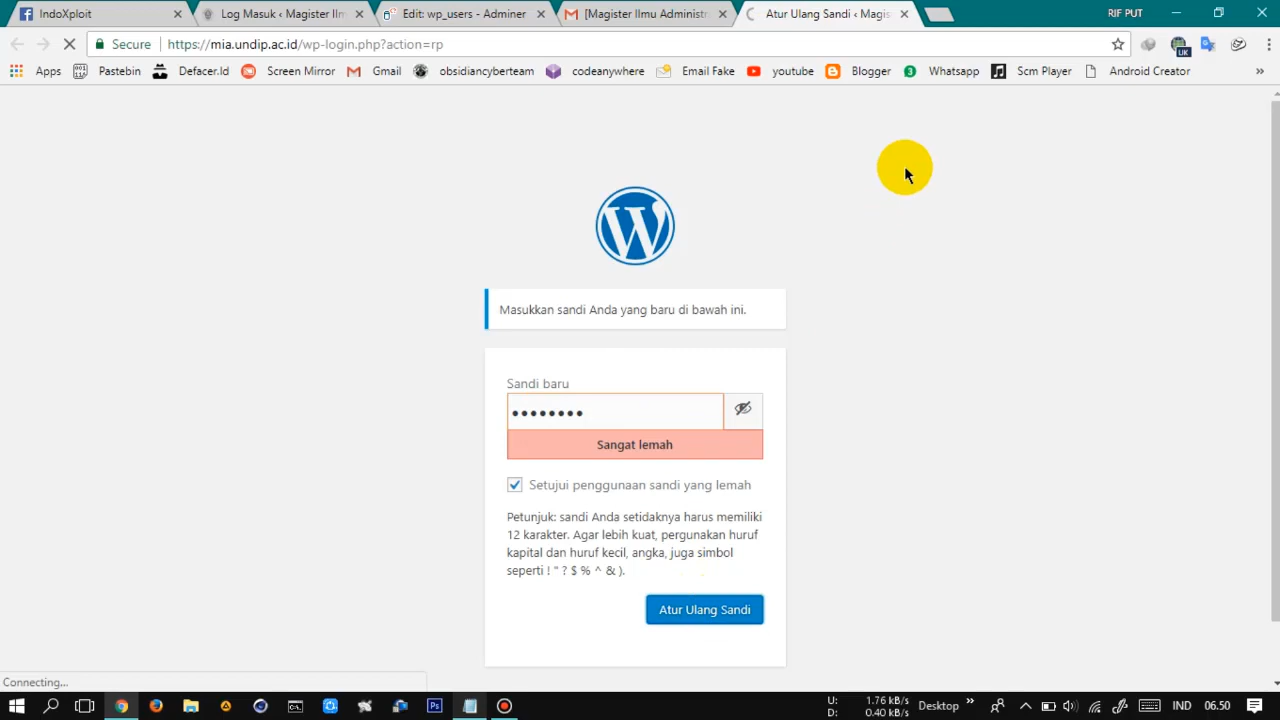 IndoXploit
Log Masuk ‹ Magister Ilm
Edit: wp_users - Adminer
[Magister Ilmu Administr
Atur Ulang Sandi ‹ Magis
RIF PUT
Secure
https://mia.undip.ac.id/wp-login.php?action=rp
UK
Apps
Pastebin
Defacer.Id
Screen Mirror
Gmail
obsidiancyberteam
codeanywhere
Email Fake
youtube
Blogger
3
Whatsapp
Scm Player
Android Creator
»
Masukkan sandi Anda yang baru di bawah ini.
Sandi baru
••••••••
Sangat lemah
Setujui penggunaan sandi yang lemah
Petunjuk: sandi Anda setidaknya harus memiliki
12 karakter. Agar lebih kuat, pergunakan huruf
kapital dan huruf kecil, angka, juga simbol
seperti ! " ? $ % ^ & ).
Atur Ulang Sandi
Connecting...
Ps
U: 1.76 kB/s
D: 0.40 kB/s
Desktop
»
IND
06.50